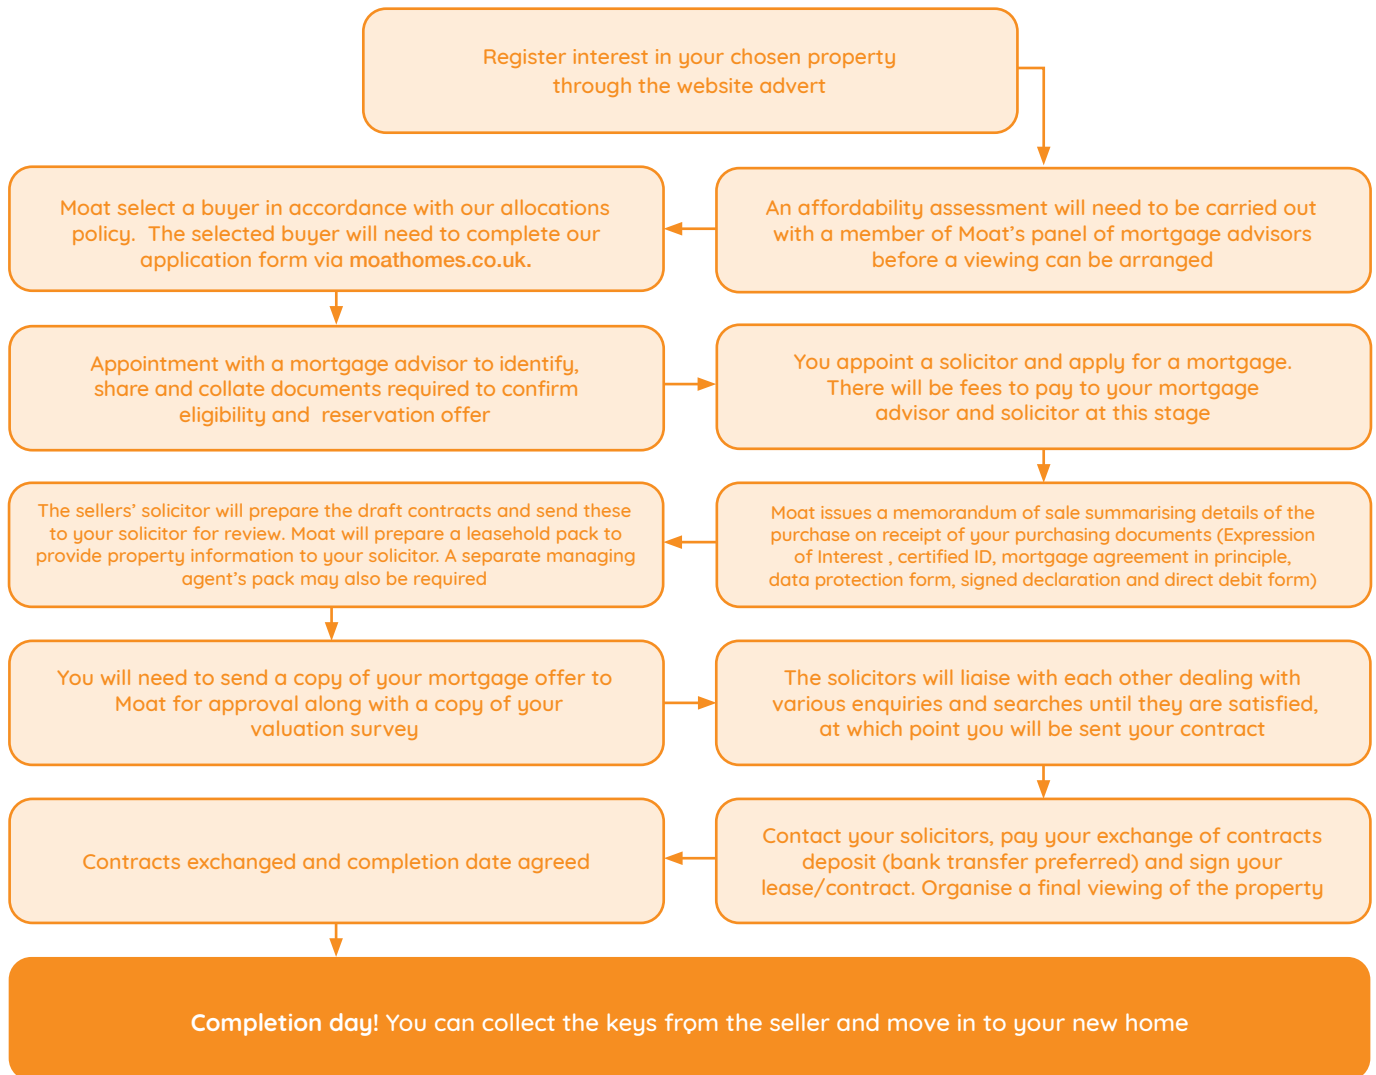 Register interest in your chosen property
through the website advert
An affordability assessment will need to be carried out
with a member of Moat's panel of mortgage advisors
before a viewing can be arranged
Moat select a buyer in accordance with our allocations
policy.  The selected buyer will need to complete our
application form via moathomes.co.uk.
Appointment with a mortgage advisor to identify,
share and collate documents required to confirm
eligibility and  reservation offer
You appoint a solicitor and apply for a mortgage.
There will be fees to pay to your mortgage
advisor and solicitor at this stage
Moat issues a memorandum of sale summarising details of the
purchase on receipt of your purchasing documents (Expression
of Interest , certified ID, mortgage agreement in principle,
data protection form, signed declaration and direct debit form)
The sellers' solicitor will prepare the draft contracts and send these
to your solicitor for review. Moat will prepare a leasehold pack to
provide property information to your solicitor. A separate managing
agent's pack may also be required
You will need to send a copy of your mortgage offer to
Moat for approval along with a copy of your
valuation survey
The solicitors will liaise with each other dealing with
various enquiries and searches until they are satisfied,
at which point you will be sent your contract
Contact your solicitors, pay your exchange of contracts
deposit (bank transfer preferred) and sign your
lease/contract. Organise a final viewing of the property
Contracts exchanged and completion date agreed
Completion day! You can collect the keys from the seller and move in to your new home